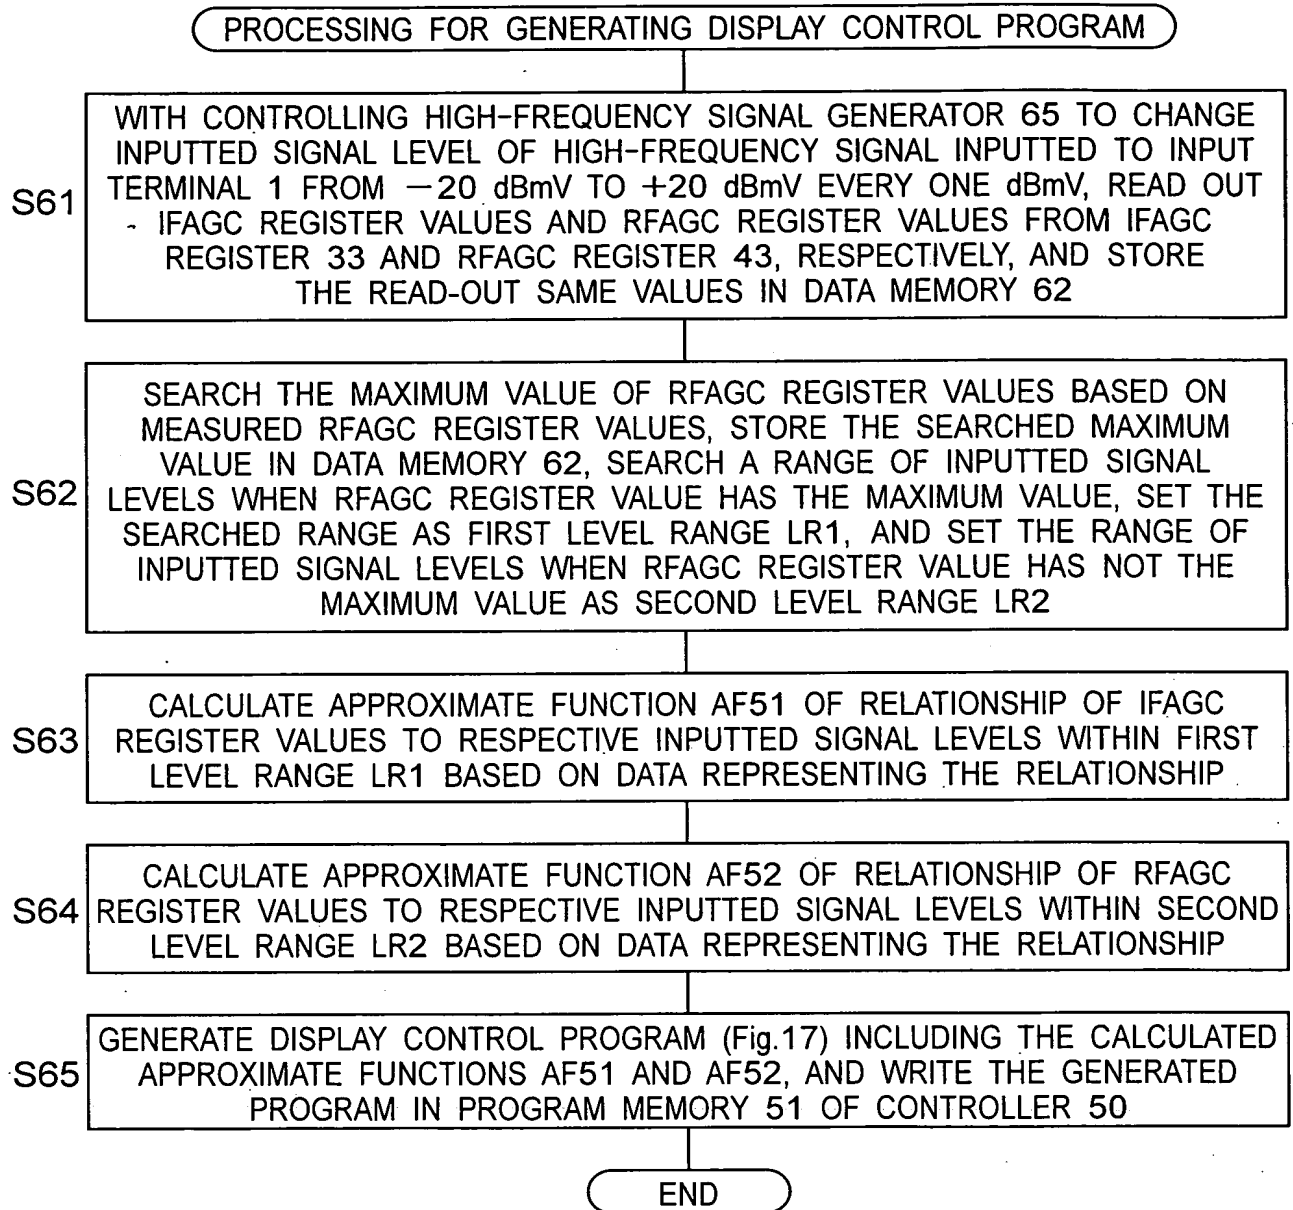 PROCESSING FOR GENERATING DISPLAY CONTROL PROGRAM
S61
WITH CONTROLLING HIGH-FREQUENCY SIGNAL GENERATOR 65 TO CHANGE
INPUTTED SIGNAL LEVEL OF HIGH-FREQUENCY SIGNAL INPUTTED TO INPUT
TERMINAL 1 FROM −20 dBmV TO +20 dBmV EVERY ONE dBmV, READ OUT
IFAGC REGISTER VALUES AND RFAGC REGISTER VALUES FROM IFAGC
REGISTER 33 AND RFAGC REGISTER 43, RESPECTIVELY, AND STORE
THE READ-OUT SAME VALUES IN DATA MEMORY 62
S62
SEARCH THE MAXIMUM VALUE OF RFAGC REGISTER VALUES BASED ON
MEASURED RFAGC REGISTER VALUES, STORE THE SEARCHED MAXIMUM
VALUE IN DATA MEMORY 62, SEARCH A RANGE OF INPUTTED SIGNAL
LEVELS WHEN RFAGC REGISTER VALUE HAS THE MAXIMUM VALUE, SET THE
SEARCHED RANGE AS FIRST LEVEL RANGE LR1, AND SET THE RANGE OF
INPUTTED SIGNAL LEVELS WHEN RFAGC REGISTER VALUE HAS NOT THE
MAXIMUM VALUE AS SECOND LEVEL RANGE LR2
S63
CALCULATE APPROXIMATE FUNCTION AF51 OF RELATIONSHIP OF IFAGC
REGISTER VALUES TO RESPECTIVE INPUTTED SIGNAL LEVELS WITHIN FIRST
LEVEL RANGE LR1 BASED ON DATA REPRESENTING THE RELATIONSHIP
S64
CALCULATE APPROXIMATE FUNCTION AF52 OF RELATIONSHIP OF RFAGC
REGISTER VALUES TO RESPECTIVE INPUTTED SIGNAL LEVELS WITHIN SECOND
LEVEL RANGE LR2 BASED ON DATA REPRESENTING THE RELATIONSHIP
S65
GENERATE DISPLAY CONTROL PROGRAM (Fig.17) INCLUDING THE CALCULATED
APPROXIMATE FUNCTIONS AF51 AND AF52, AND WRITE THE GENERATED
PROGRAM IN PROGRAM MEMORY 51 OF CONTROLLER 50
END